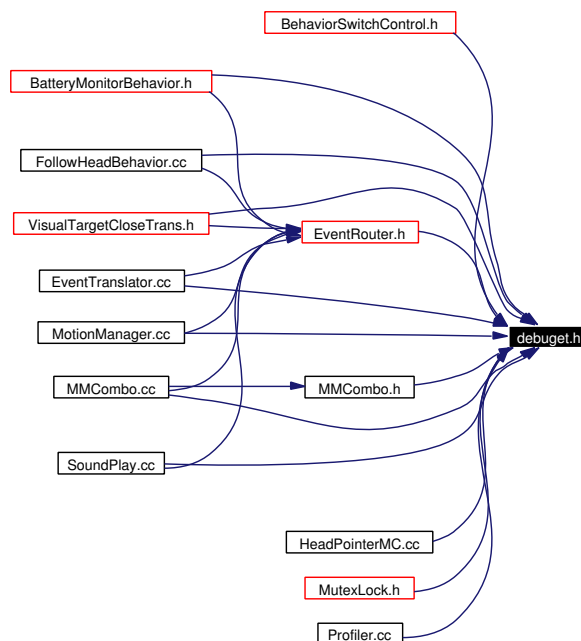 BehaviorSwitchControl.h
BatteryMonitorBehavior.h
FollowHeadBehavior.cc
VisualTargetCloseTrans.h
EventRouter.h
EventTranslator.cc
MotionManager.cc
debuget.h
MMCombo.cc
MMCombo.h
SoundPlay.cc
HeadPointerMC.cc
MutexLock.h
Profiler.cc